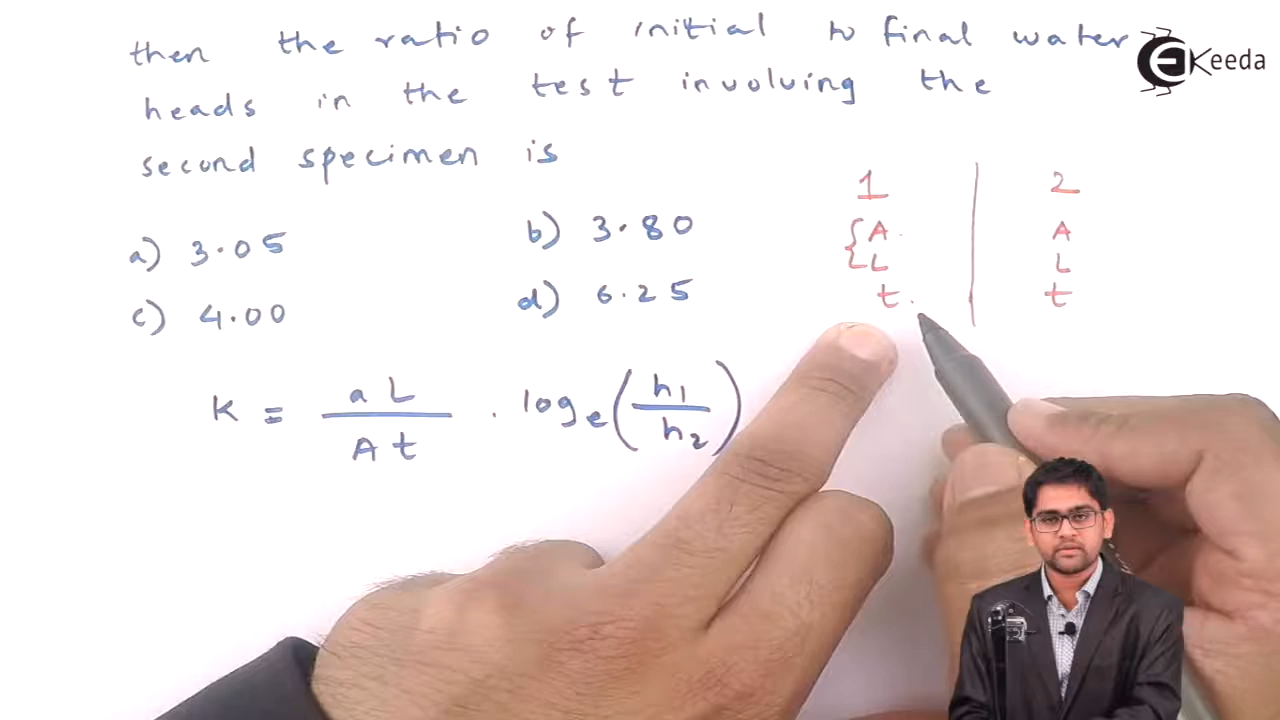 then the ratio of initial to final water
heads in the test involving the
second specimen is
a) 3.05
b) 3.80
c) 4.00
d) 6.25
1 2
A A
L L
t t
K = aL / At . logₑ(h₁ / h₂)
eKeeda